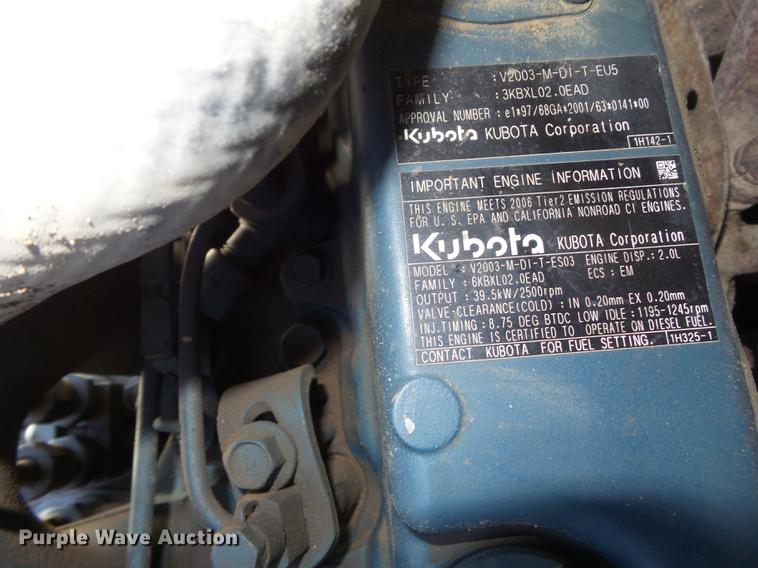 TYPE : V2003-M-DI-T-EU5
FAMILY : 3KBXL02.0EAD
APPROVAL NUMBER : e1*97/68GA*2001/63*0141*00
Kubota KUBOTA Corporation 1H142-1
IMPORTANT ENGINE INFORMATION
THIS ENGINE MEETS 2006 Tier2 EMISSION REGULATIONS
FOR U.S. EPA AND CALIFORNIA NONROAD CI ENGINES.
Kubota KUBOTA Corporation
MODEL : V2003-M-DI-T-ES03 ENGINE DISP.: 2.0L
FAMILY : 6KBXL02.0EAD ECS : EM
OUTPUT : 39.5kW/2500rpm
VALVE-CLEARANCE(COLD) : IN 0.20mm EX 0.20mm
INJ.TIMING : 8.75 DEG BTDC LOW IDLE : 1195-1245rpm
THIS ENGINE IS CERTIFIED TO OPERATE ON DIESEL FUEL.
CONTACT KUBOTA FOR FUEL SETTING. 1H325-1
Purple Wave Auction®